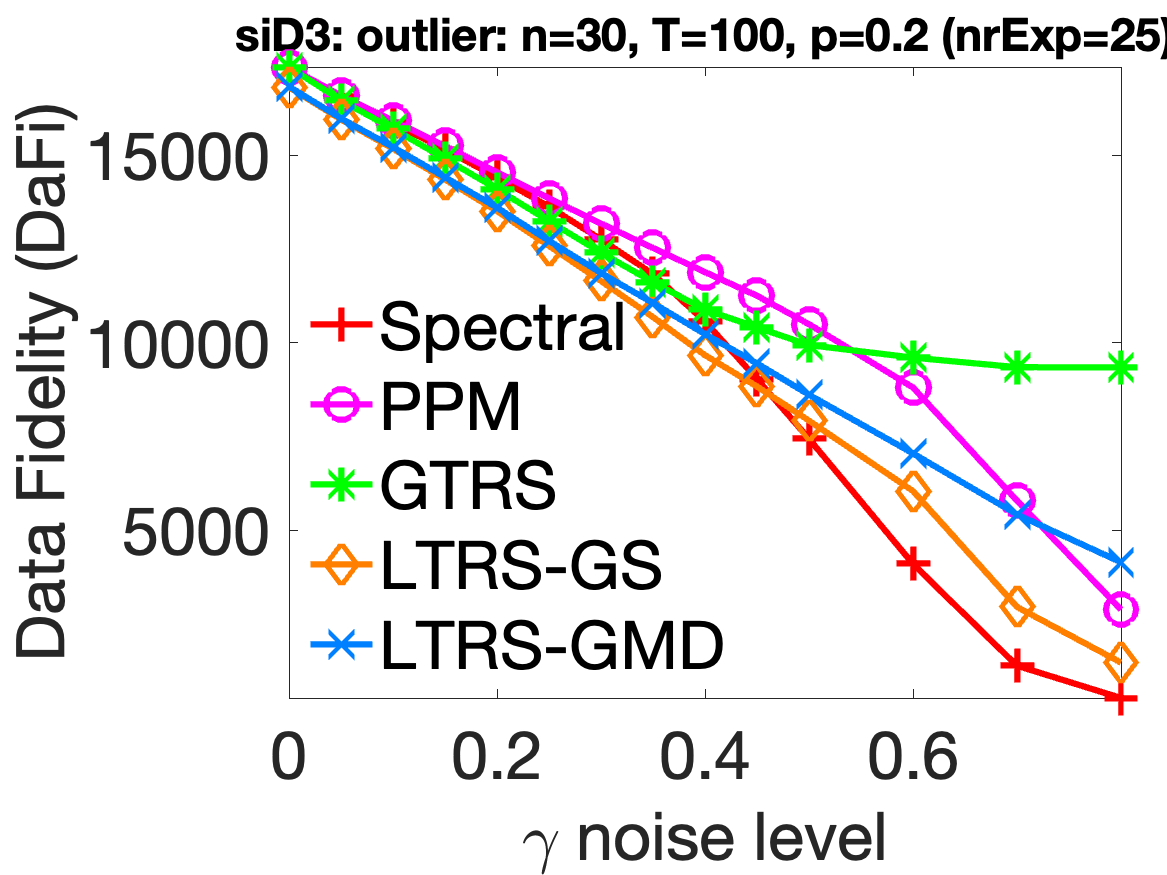 siD3: outlier: n=30, T=100, p=0.2 (nrExp=25)
Data Fidelity (DaFi)
15000
10000
5000
Spectral
PPM
GTRS
LTRS-GS
LTRS-GMD
0 0.2 0.4 0.6
γ noise level